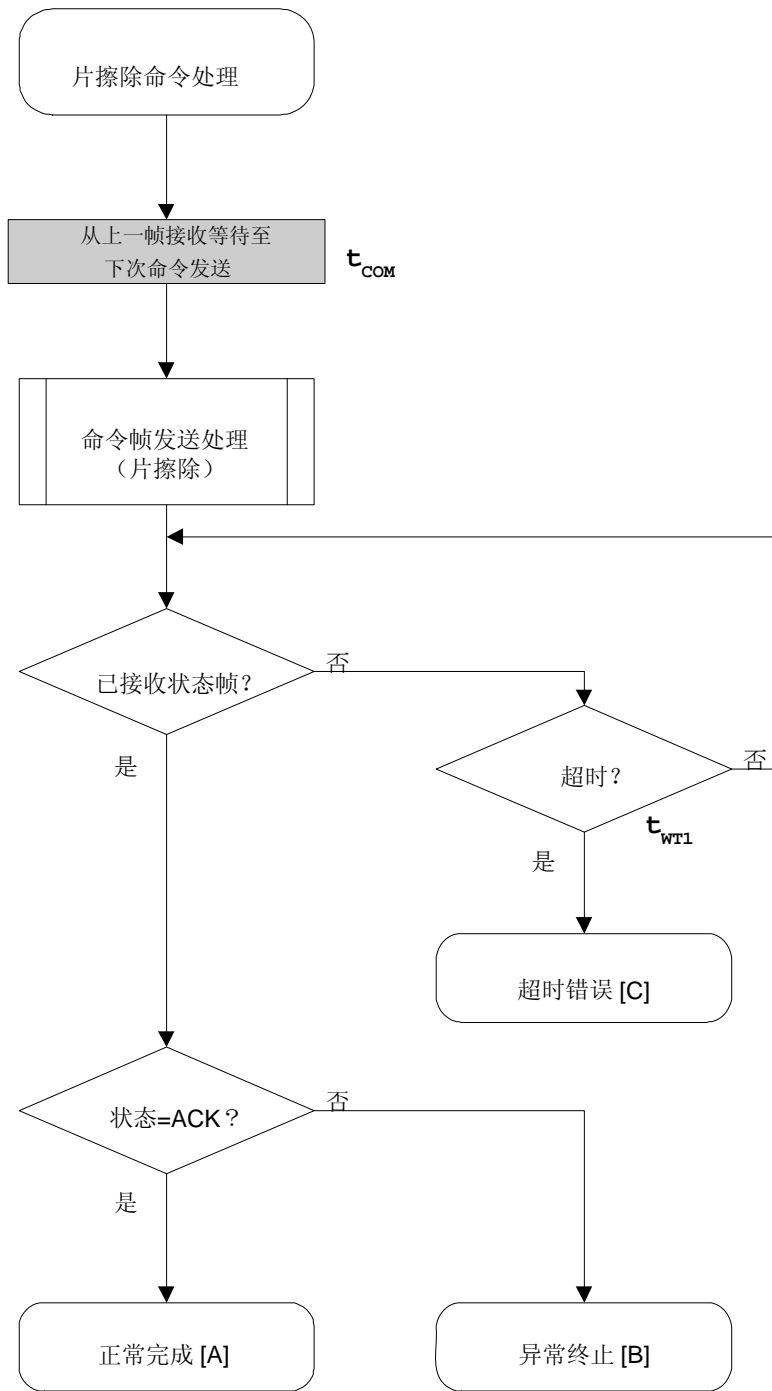 片擦除命令处理
从上一帧接收等待至
下次命令发送
tCOM
命令帧发送处理
（片擦除）
已接收状态帧？
否
是
超时？
否
tWT1
是
超时错误 [C]
状态=ACK？
否
是
正常完成 [A]
异常终止 [B]